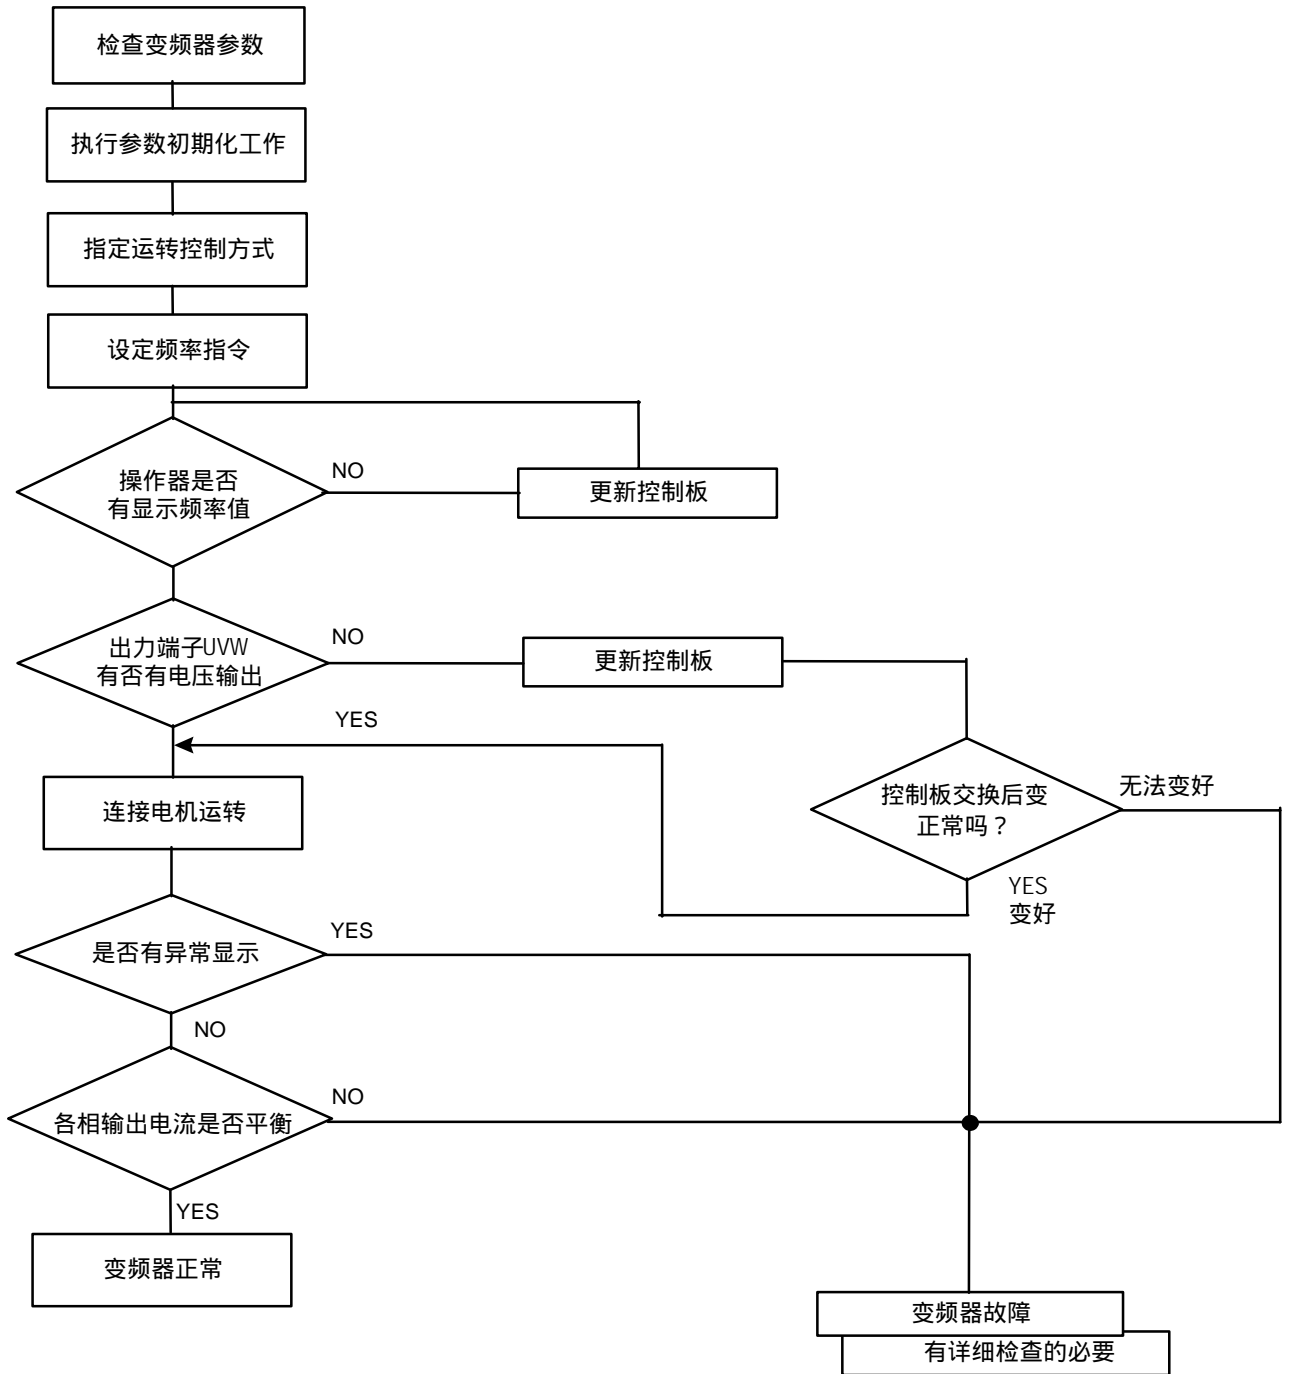 检查变频器参数
执行参数初期化工作
指定运转控制方式
设定频率指令
操作器是否
有显示频率值
NO
更新控制板
出力端子UVW
有否有电压输出
NO
更新控制板
YES
连接电机运转
控制板交换后变
正常吗？
无法变好
YES
变好
是否有异常显示
YES
NO
各相输出电流是否平衡
NO
YES
变频器正常
变频器故障
有详细检查的必要